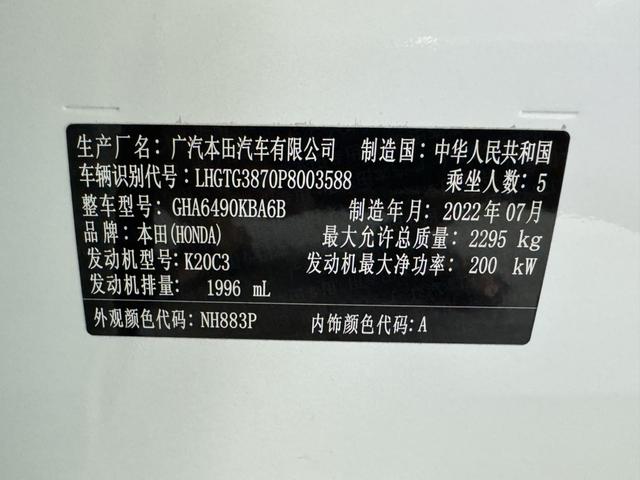 生产厂名：广汽本田汽车有限公司 制造国：中华人民共和国
车辆识别代号：LHGTG3870P8003588 乘坐人数：5
整车型号：GHA6490KBA6B 制造年月：2022年07月
品牌：本田(HONDA) 最大允许总质量：2295 kg
发动机型号：K20C3 发动机最大净功率：200 kW
发动机排量：1996 mL
外观颜色代码：NH883P 内饰颜色代码：A